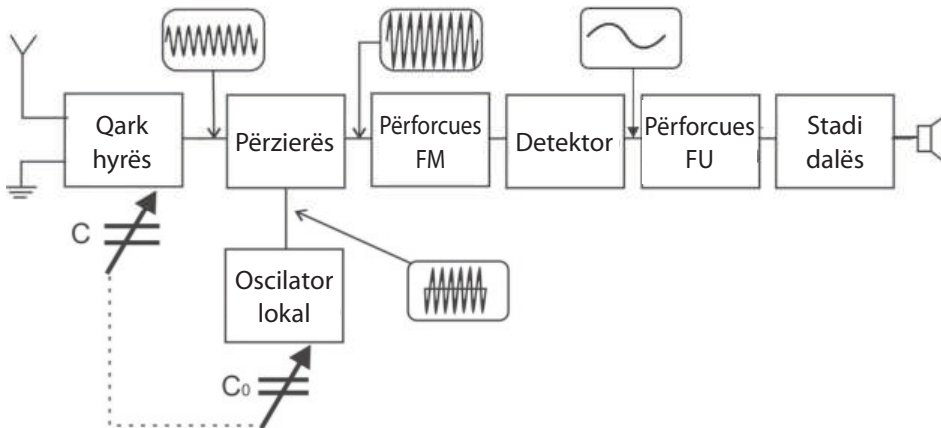 Qark
hyrës
Përzierës
Përforcues
FM
Detektor
Përforcues
FU
Stadi
dalës
C
Oscilator
lokal
C₀